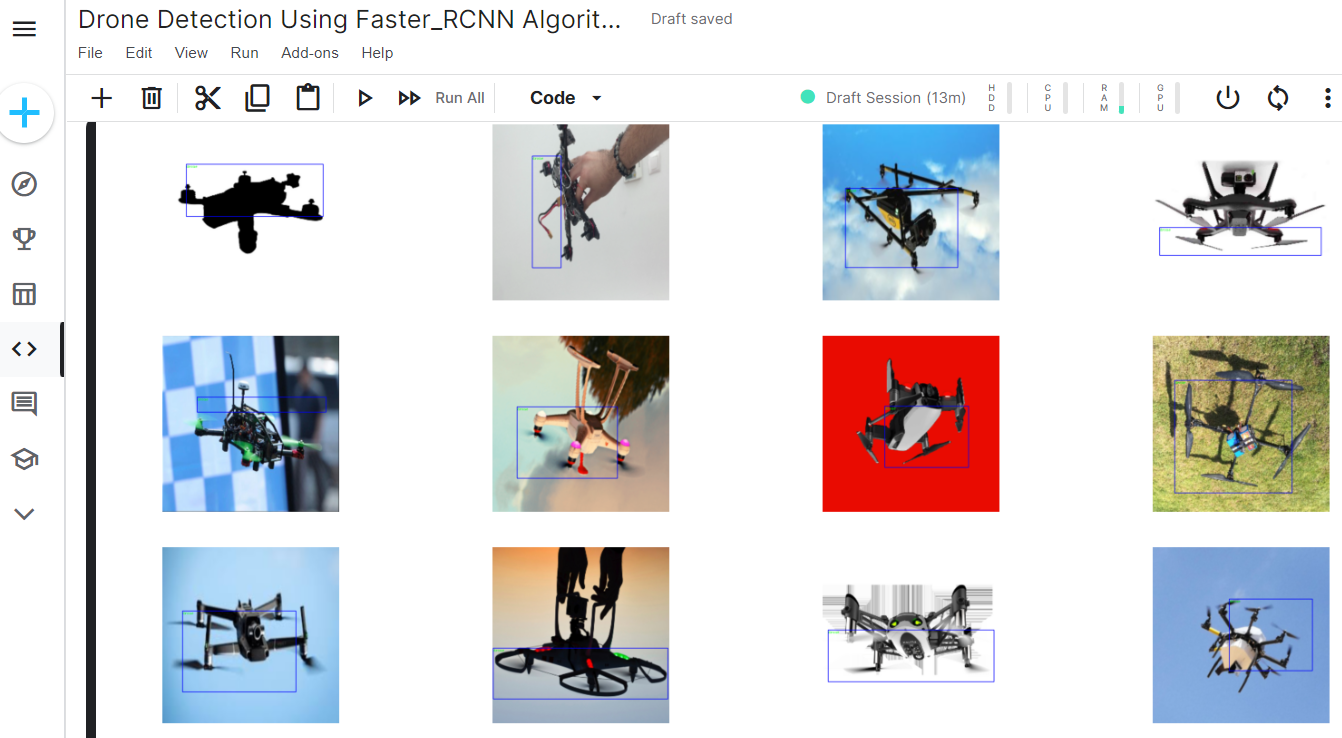 Drone Detection Using Faster_RCNN Algorit... Draft saved
File Edit View Run Add-ons Help
Run All Code Draft Session (13m) HDD CPU RAM GPU